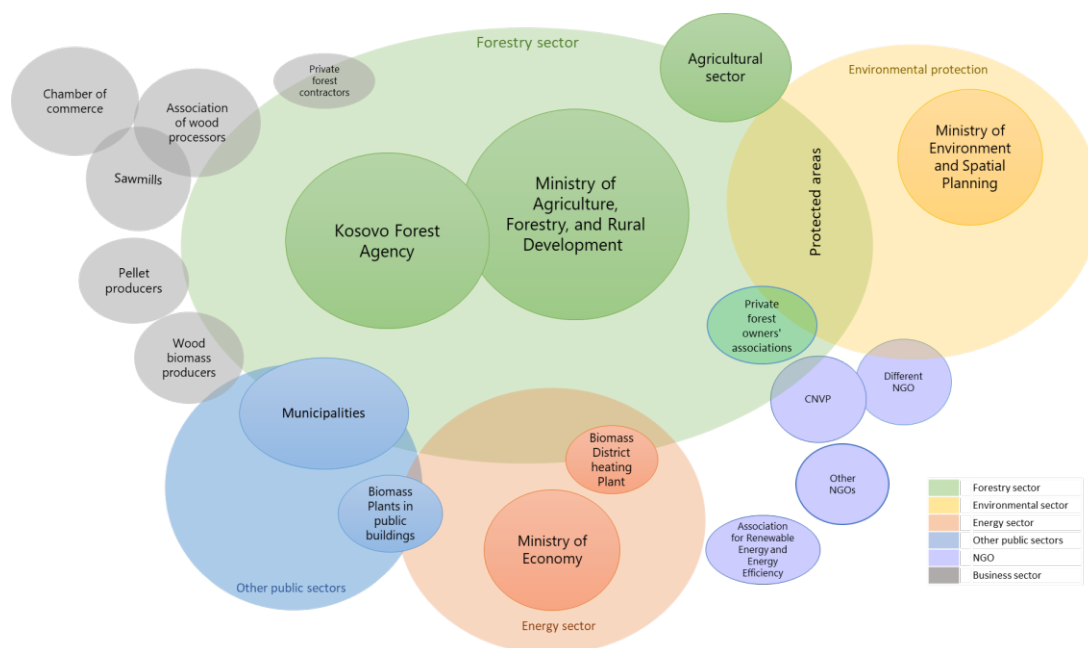 Forestry sector
Private
forest
contractors
Chamber of
commerce
Association
of wood
processors
Sawmills
Agricultural
sector
Environmental protection
Ministry of
Environment
and Spatial
Planning
Protected areas
Ministry of
Agriculture,
Forestry, and Rural
Development
Kosovo Forest
Agency
Pellet
producers
Wood
biomass
producers
Private
forest
owners'
associations
Different
NGO
CNVP
Municipalities
Biomass
District
heating
Plant
Biomass
Plants in
public
buildings
Other
NGOs
Ministry of
Economy
Association
for Renewable
Energy and
Energy
Efficiency
Other public sectors
Energy sector
Forestry sector
Environmental sector
Energy sector
Other public sectors
NGO
Business sector